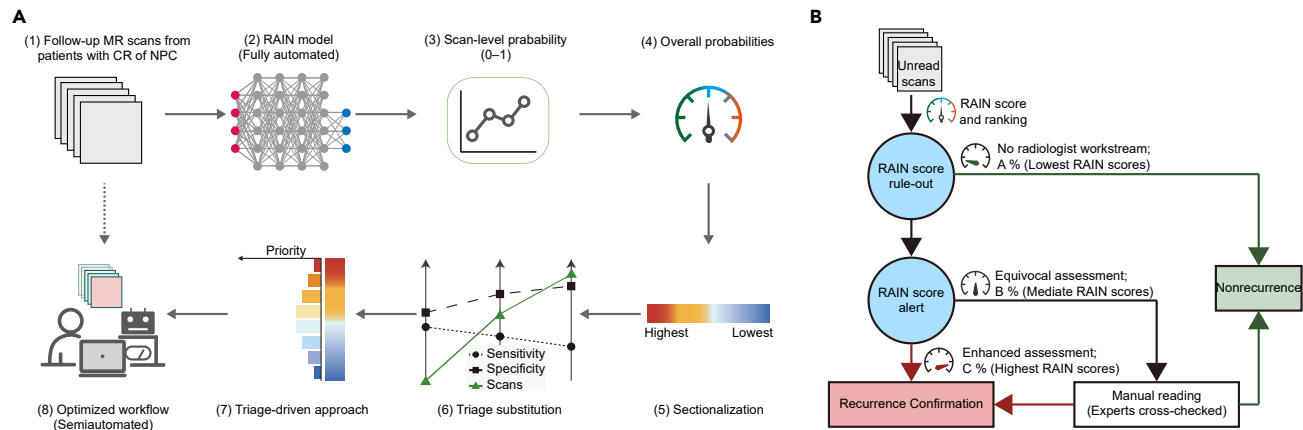 A
(1) Follow-up MR scans from
patients with CR of NPC
(2) RAIN model
(Fully automated)
(3) Scan-level prabability
(0–1)
(4) Overall probabilities
Highest
Lowest
(5) Sectionalization
Sensitivity
Specificity
Scans
(6) Triage substitution
Priority
(7) Triage-driven approach
(8) Optimized workflow
(Semiautomated)
B
Unread
scans
RAIN score
and ranking
RAIN score
rule-out
No radiologist workstream;
A % (Lowest RAIN scores)
RAIN score
alert
Equivocal assessment;
B % (Mediate RAIN scores)
Nonrecurrence
Enhanced assessment;
C % (Highest RAIN scores)
Recurrence Confirmation
Manual reading
(Experts cross-checked)